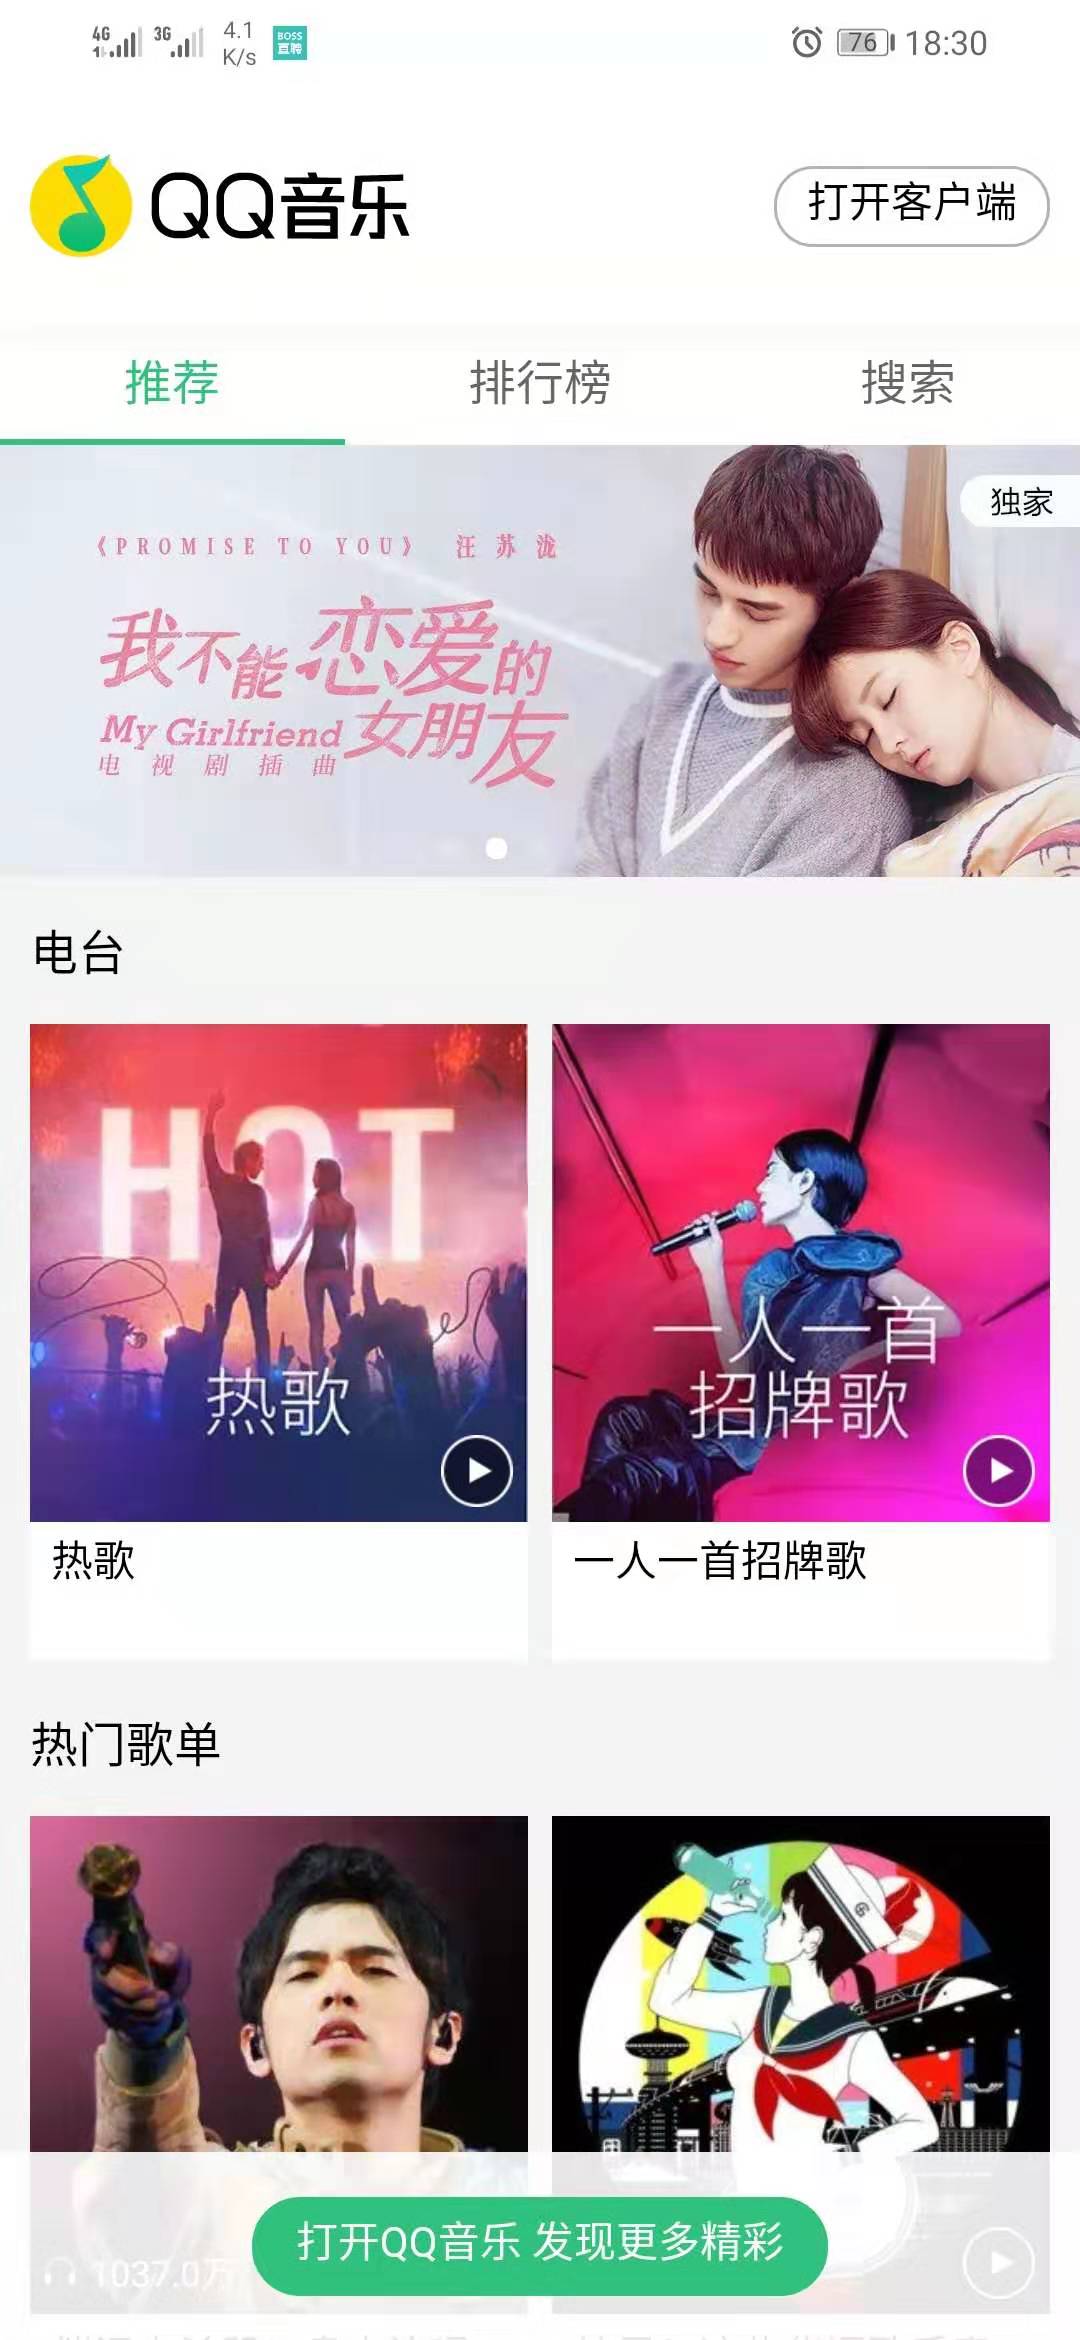 4G 3G 4.1 K/s BOSS直聘 76 18:30
QQ音乐 打开客户端
推荐 排行榜 搜索
独家
《PROMISE TO YOU》 汪苏泷
我不能恋爱的
My Girlfriend 女朋友
电视剧插曲
电台
HOT
热歌
一人一首
招牌歌
热歌 一人一首招牌歌
热门歌单
G
打开QQ音乐 发现更多精彩
1037.0万